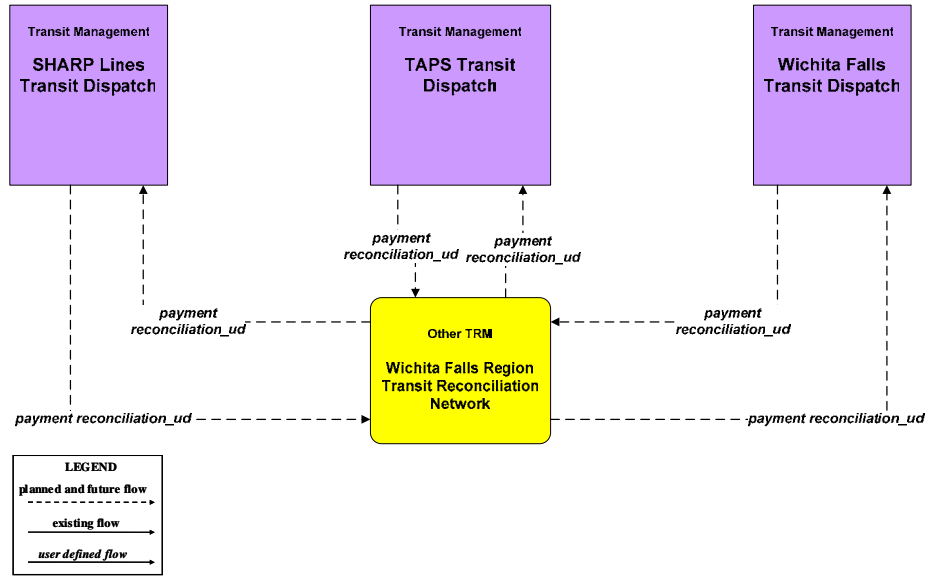 Transit Management
SHARP Lines
Transit Dispatch
Transit Management
TAPS Transit
Dispatch
Transit Management
Wichita Falls
Transit Dispatch
payment
reconciliation_ud
payment
reconciliation_ud
payment
reconciliation_ud
payment
reconciliation_ud
Other TRM
Wichita Falls Region
Transit Reconciliation
Network
payment reconciliation_ud
payment reconciliation_ud
LEGEND
planned and future flow
existing flow
user defined flow